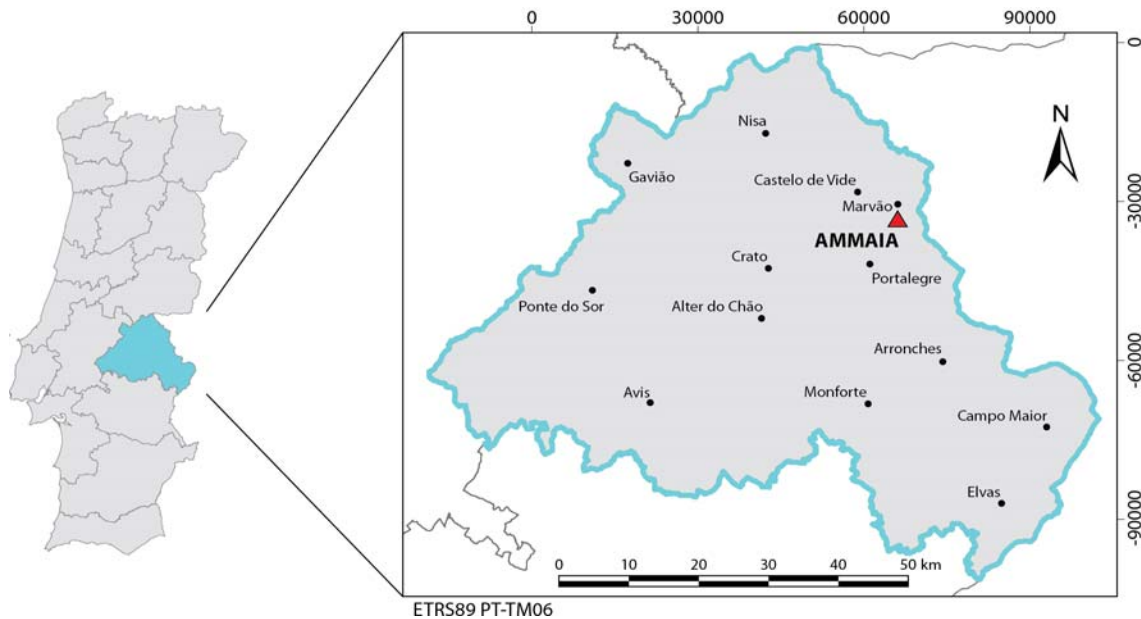 0 30000 60000 90000
0
-30000
-60000
-90000
N
Nisa
Gavião
Castelo de Vide
Marvão
AMMAIA
Crato
Portalegre
Ponte do Sor
Alter do Chão
Arronches
Avis
Monforte
Campo Maior
Elvas
0 10 20 30 40 50 km
ETRS89 PT-TM06